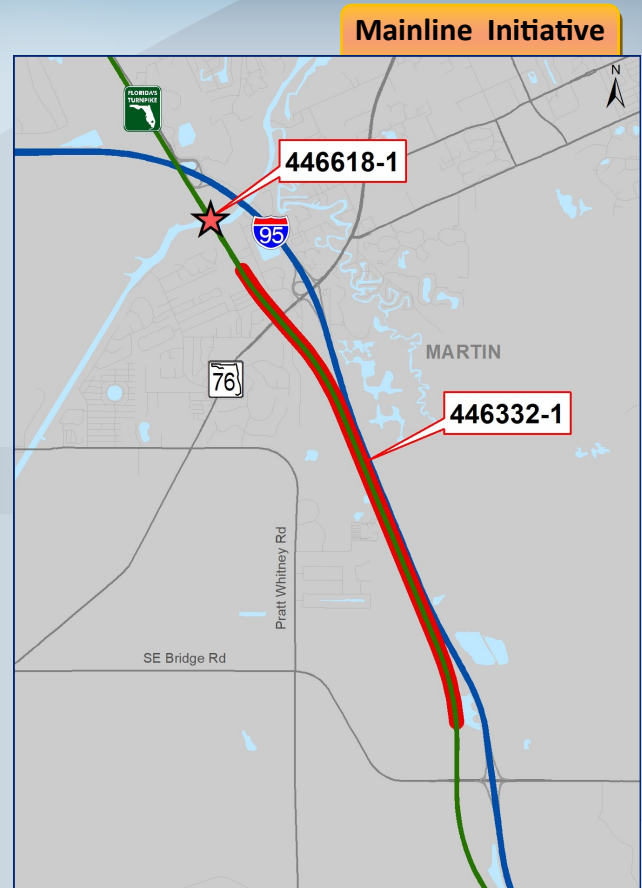 Mainline Initiative
N
FLORIDA'S
TURNPIKE
446618-1
95
MARTIN
76
446332-1
Pratt Whitney Rd
SE Bridge Rd